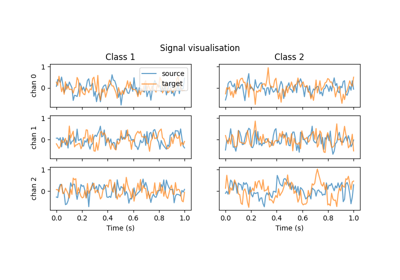 Signal visualisation
Class 1
Class 2
source
target
chan 0
1
0
chan 1
1
0
chan 2
1
0
0.0 0.2 0.4 0.6 0.8 1.0
0.0 0.2 0.4 0.6 0.8 1.0
Time (s)
Time (s)